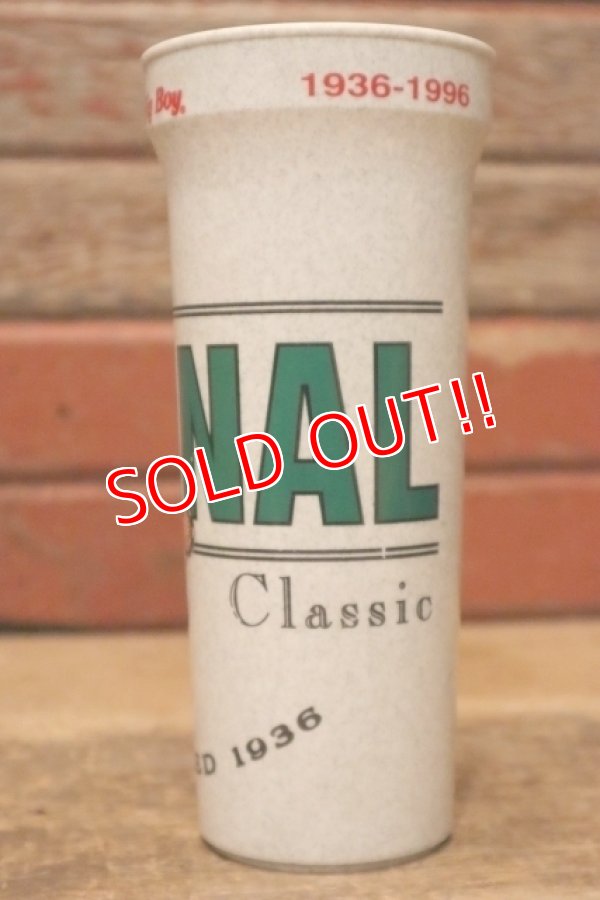 Boy® 1936-1996
NAL
SOLD OUT!!
Classic
1936